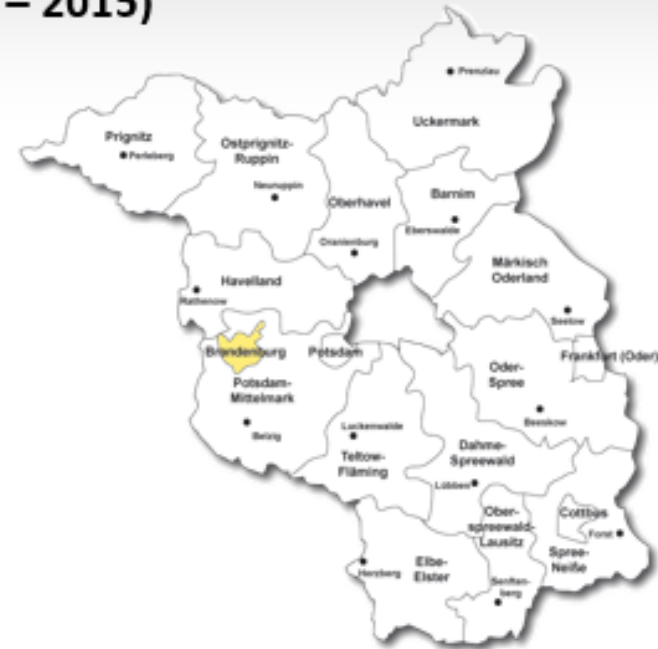 – 2015)
Prenzlau
Uckermark
Prignitz
Perleberg
Ostprignitz-
Ruppin
Neuruppin
Oberhavel
Oranienburg
Barnim
Eberswalde
Märkisch
Oderland
Seelow
Havelland
Rathenow
Brandenburg
Potsdam
Potsdam-
Mittelmark
Belzig
Frankfurt (Oder)
Oder-
Spree
Beeskow
Luckenwalde
Teltow-
Fläming
Dahme-
Spreewald
Lübben
Ober-
spreewald-
Lausitz
Cottbus
Forst
Spree-
Neiße
Elbe-
Elster
Herzberg
Senften-
berg